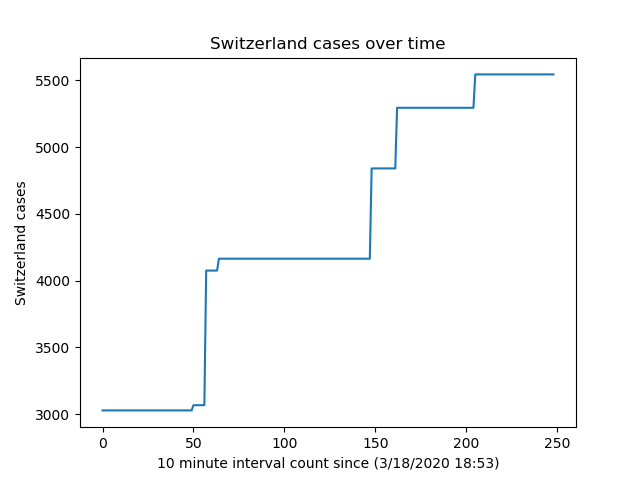 Switzerland cases over time
5500
5000
4500
4000
3500
3000
Switzerland cases
0 50 100 150 200 250
10 minute interval count since (3/18/2020 18:53)